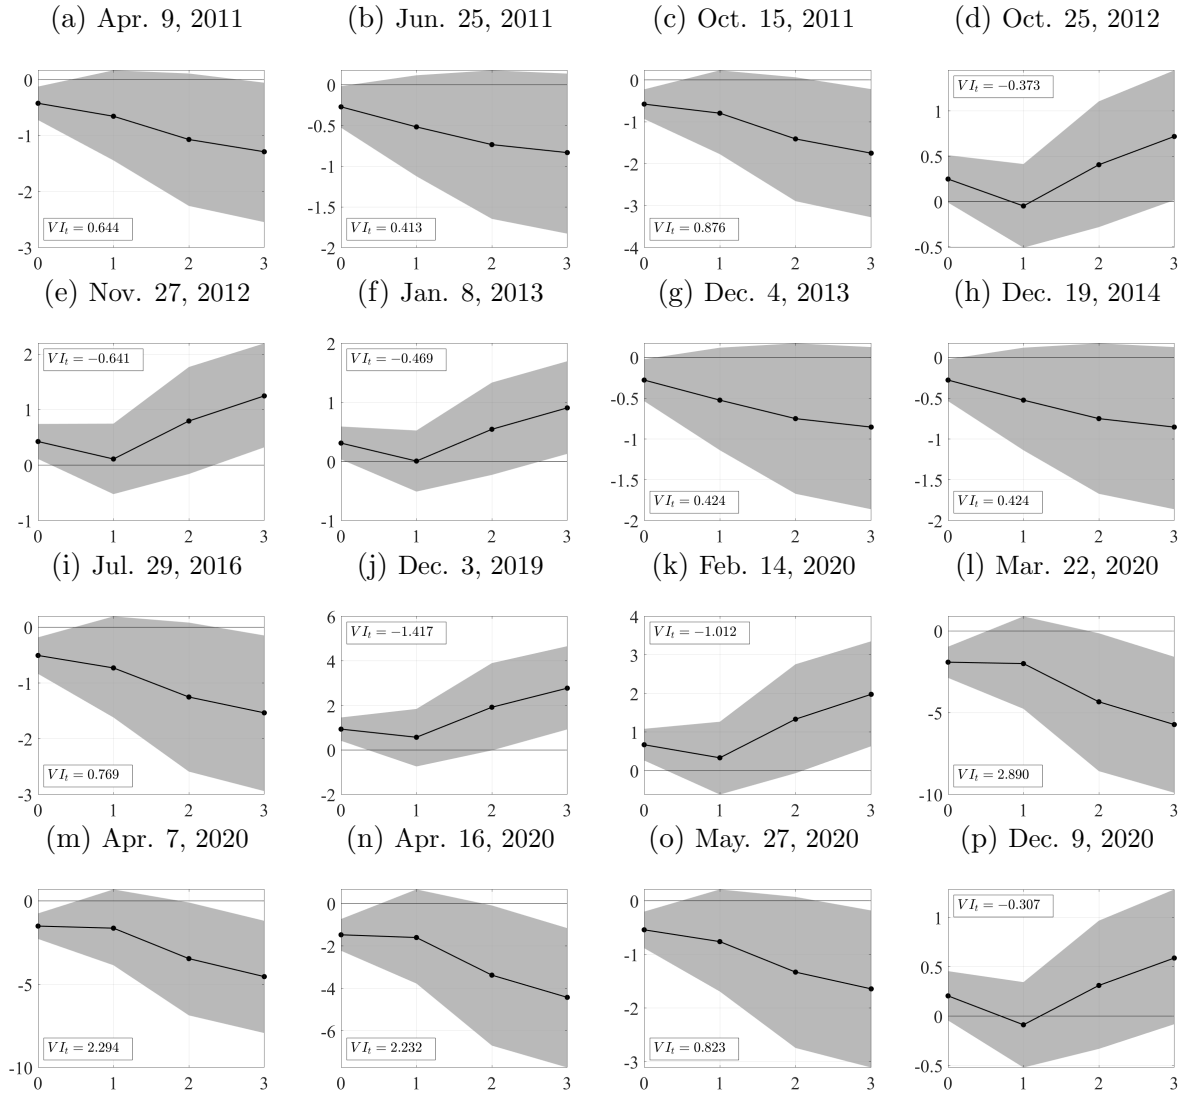 (a) Apr. 9, 2011 (b) Jun. 25, 2011 (c) Oct. 15, 2011 (d) Oct. 25, 2012
0
-1
-2
-3
VI_t = 0.644
0 1 2 3
0
-0.5
-1
-1.5
-2
VI_t = 0.413
0 1 2 3
0
-1
-2
-3
-4
VI_t = 0.876
0 1 2 3
VI_t = −0.373
1
0.5
0
-0.5
0 1 2 3
(e) Nov. 27, 2012 (f) Jan. 8, 2013 (g) Dec. 4, 2013 (h) Dec. 19, 2014
VI_t = −0.641
2
1
0
-1
0 1 2 3
VI_t = −0.469
2
1
0
-1
0 1 2 3
0
-0.5
-1
-1.5
-2
VI_t = 0.424
0 1 2 3
0
-0.5
-1
-1.5
-2
VI_t = 0.424
0 1 2 3
(i) Jul. 29, 2016 (j) Dec. 3, 2019 (k) Feb. 14, 2020 (l) Mar. 22, 2020
0
-1
-2
-3
VI_t = 0.769
0 1 2 3
VI_t = −1.417
6
4
2
0
-2
0 1 2 3
VI_t = −1.012
4
3
2
1
0
0 1 2 3
0
-5
-10
VI_t = 2.890
0 1 2 3
(m) Apr. 7, 2020 (n) Apr. 16, 2020 (o) May. 27, 2020 (p) Dec. 9, 2020
0
-5
-10
VI_t = 2.294
0 1 2 3
0
-2
-4
-6
VI_t = 2.232
0 1 2 3
0
-1
-2
-3
VI_t = 0.823
0 1 2 3
VI_t = −0.307
1
0.5
0
-0.5
0 1 2 3